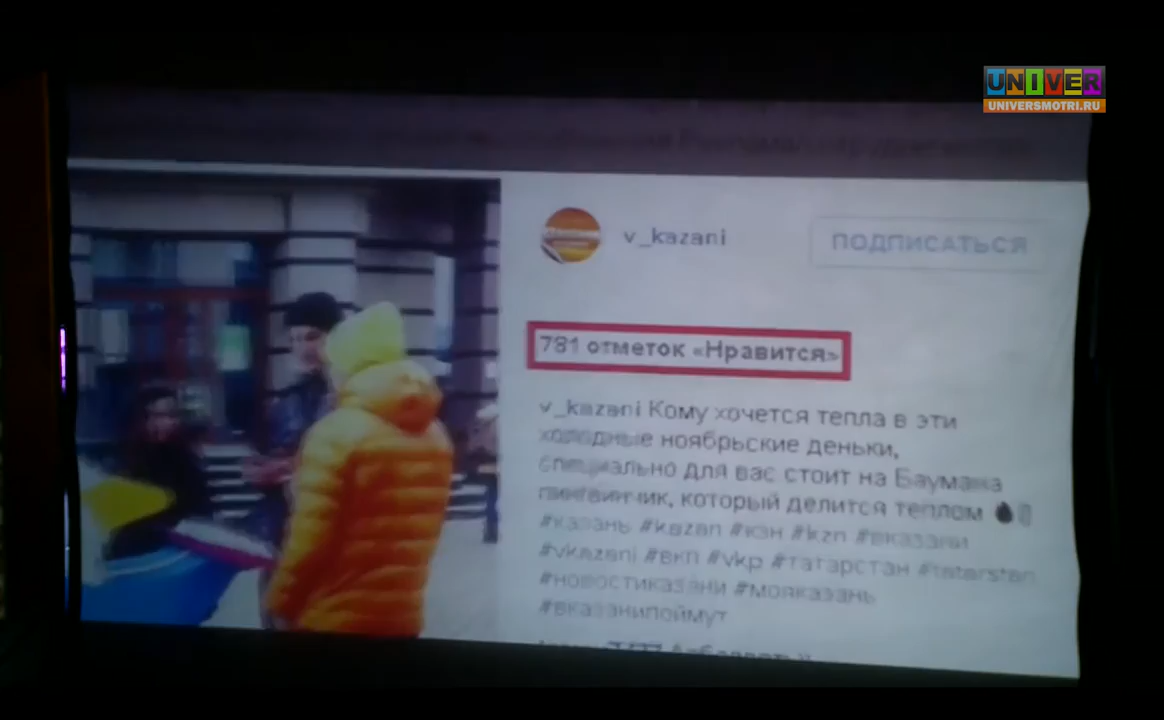 UNIVER
UNIVERSMOTRI.RU
v_kazani
ПОДПИСАТЬСЯ
781 отметок «Нравится»
v_kazani Кому хочется тепла в эти
холодные ноябрьские деньки,
специально для вас стоит на Баумана
пингвинчик, который делится теплом
#казань #kazan #кзн #kzn #вказани
#vkazani #вкп #vkp #татарстан #tatarstan
#новостиказани #мояказань
#вказанипоймут